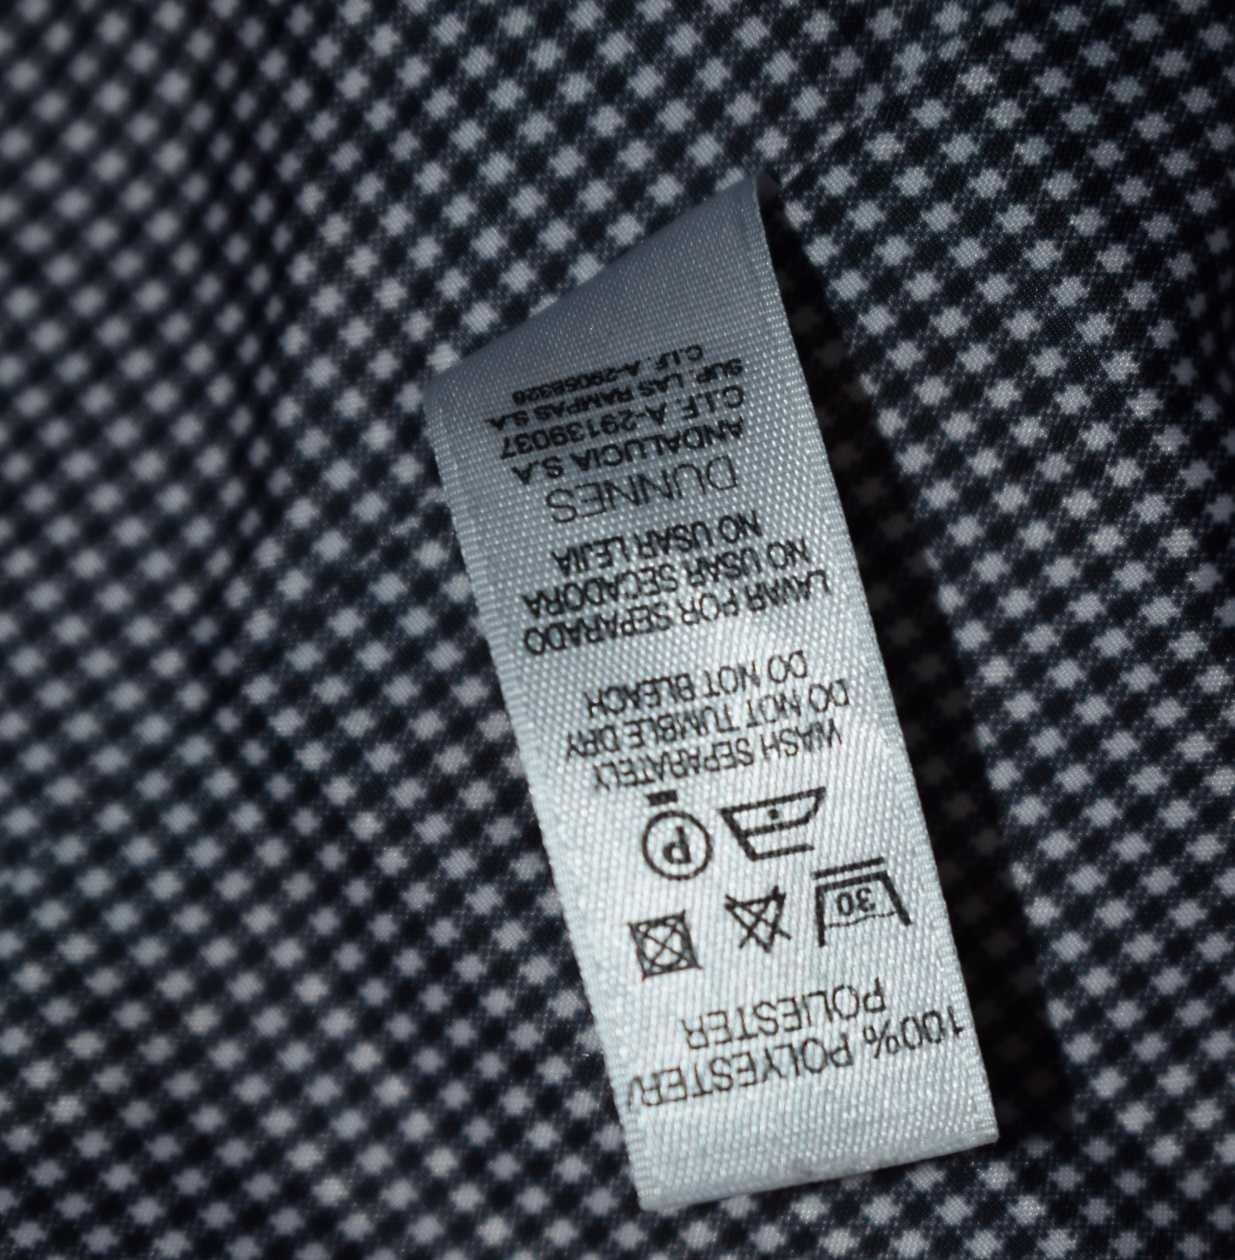 100% POLYESTER/
POLIESTER
30
P
WASH SEPARATELY
DO NOT TUMBLE DRY
DO NOT BLEACH
LAVAR POR SEPARADO
NO USAR SECADORA
NO USAR LEJIA
DUNNES
ANDALUCIA S.A
C.I.F. A-29139037
SUP. LAS RAMPAS S.A.
C.I.F. A-29068326